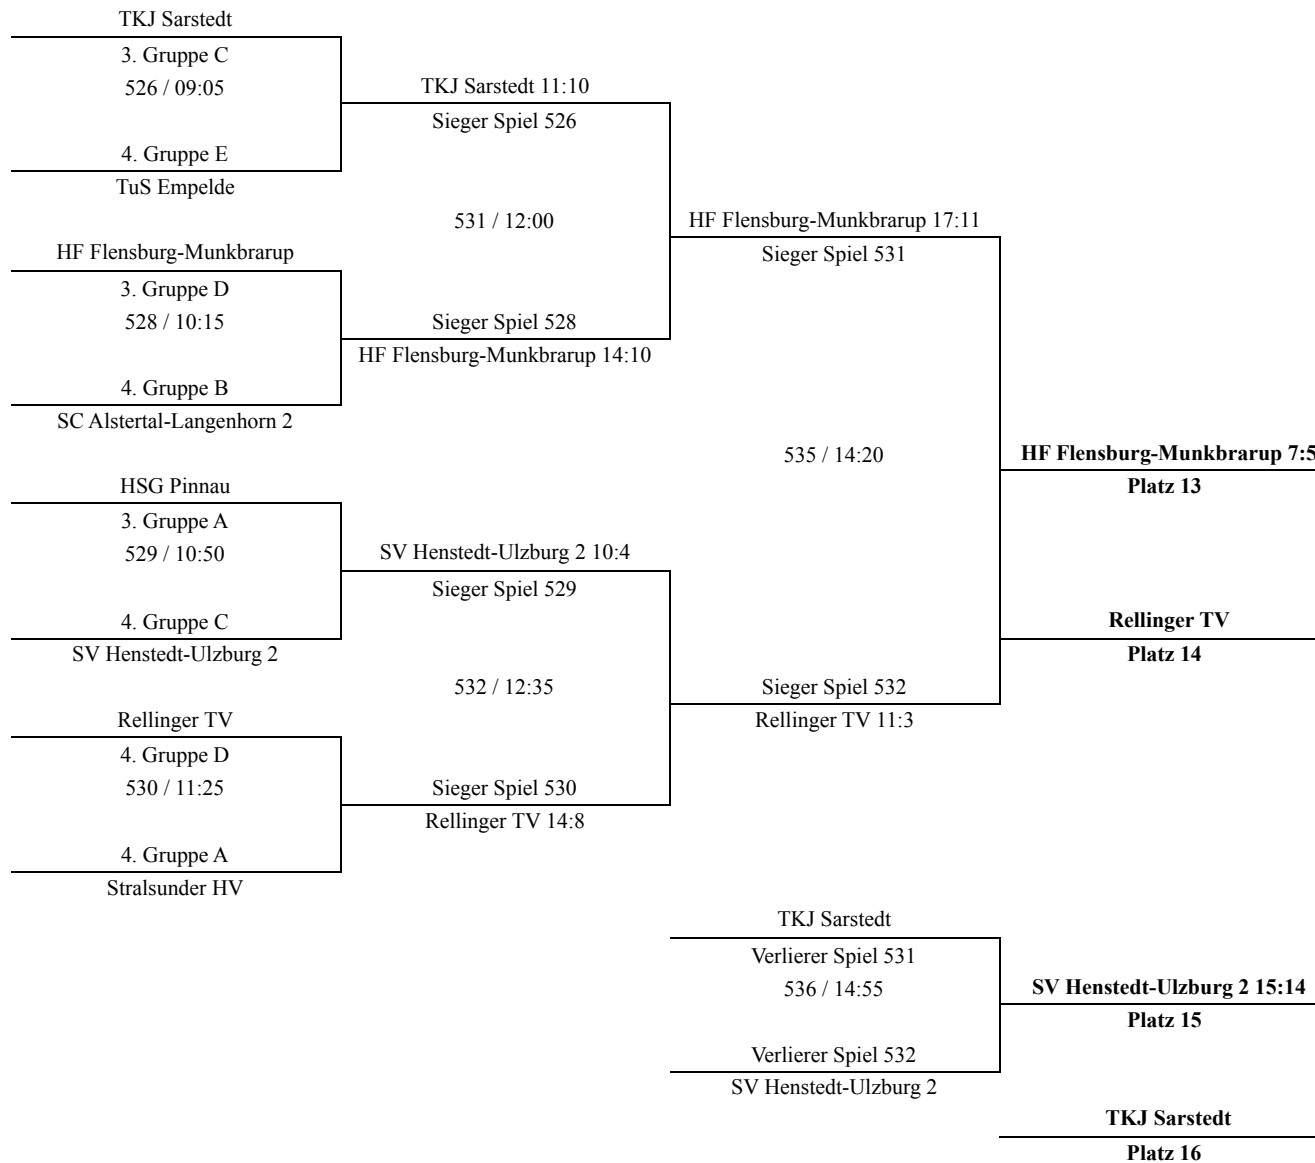 TKJ Sarstedt
3. Gruppe C
526 / 09:05
4. Gruppe E
TuS Empelde
HF Flensburg-Munkbrarup
3. Gruppe D
528 / 10:15
4. Gruppe B
SC Alstertal-Langenhorn 2
HSG Pinnau
3. Gruppe A
529 / 10:50
4. Gruppe C
SV Henstedt-Ulzburg 2
Rellinger TV
4. Gruppe D
530 / 11:25
4. Gruppe A
Stralsunder HV
TKJ Sarstedt 11:10
Sieger Spiel 526
531 / 12:00
Sieger Spiel 528
HF Flensburg-Munkbrarup 14:10
SV Henstedt-Ulzburg 2 10:4
Sieger Spiel 529
532 / 12:35
Sieger Spiel 530
Rellinger TV 14:8
HF Flensburg-Munkbrarup 17:11
Sieger Spiel 531
535 / 14:20
Sieger Spiel 532
Rellinger TV 11:3
HF Flensburg-Munkbrarup 7:5
Platz 13
Rellinger TV
Platz 14
TKJ Sarstedt
Verlierer Spiel 531
536 / 14:55
Verlierer Spiel 532
SV Henstedt-Ulzburg 2
SV Henstedt-Ulzburg 2 15:14
Platz 15
TKJ Sarstedt
Platz 16